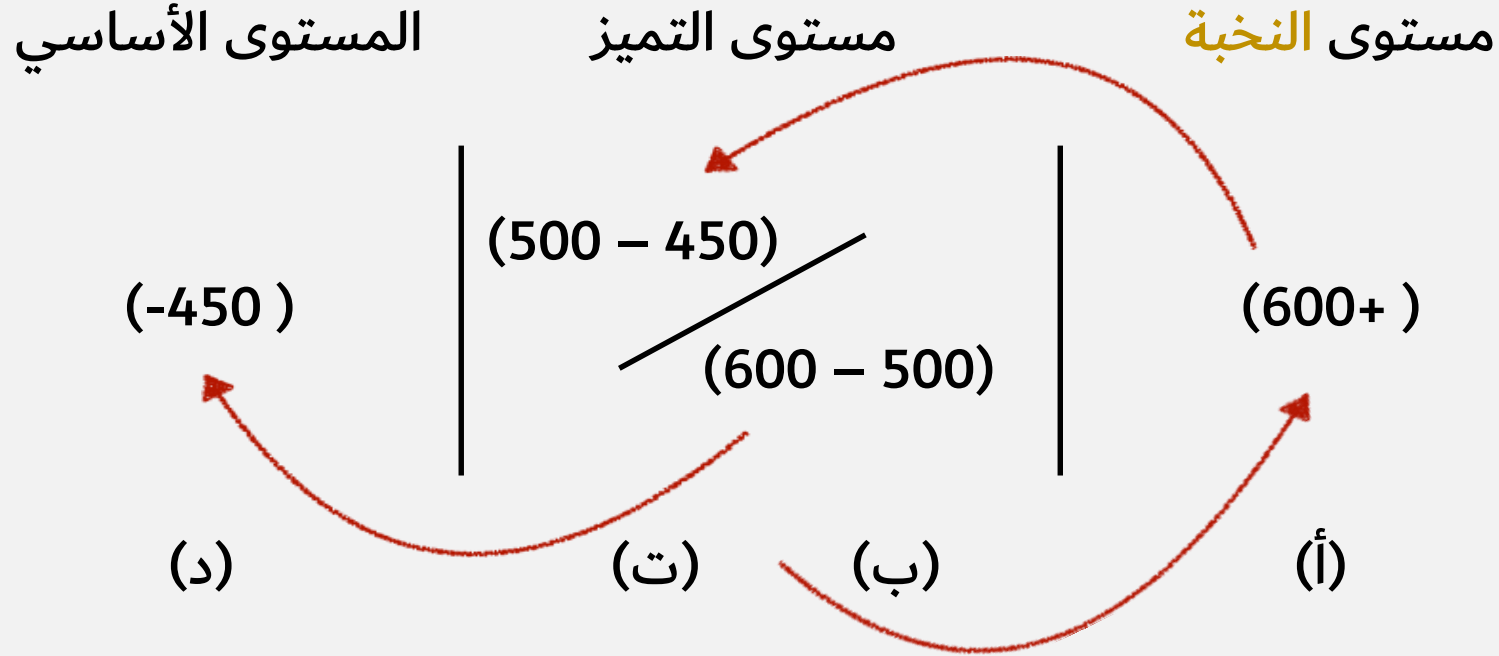 مستوى النخبة
مستوى التميز
المستوى الأساسي
(500 – 450)
(600+ )
(-450 )
(600 – 500)
(أ)
(ب)
(ت)
(د)